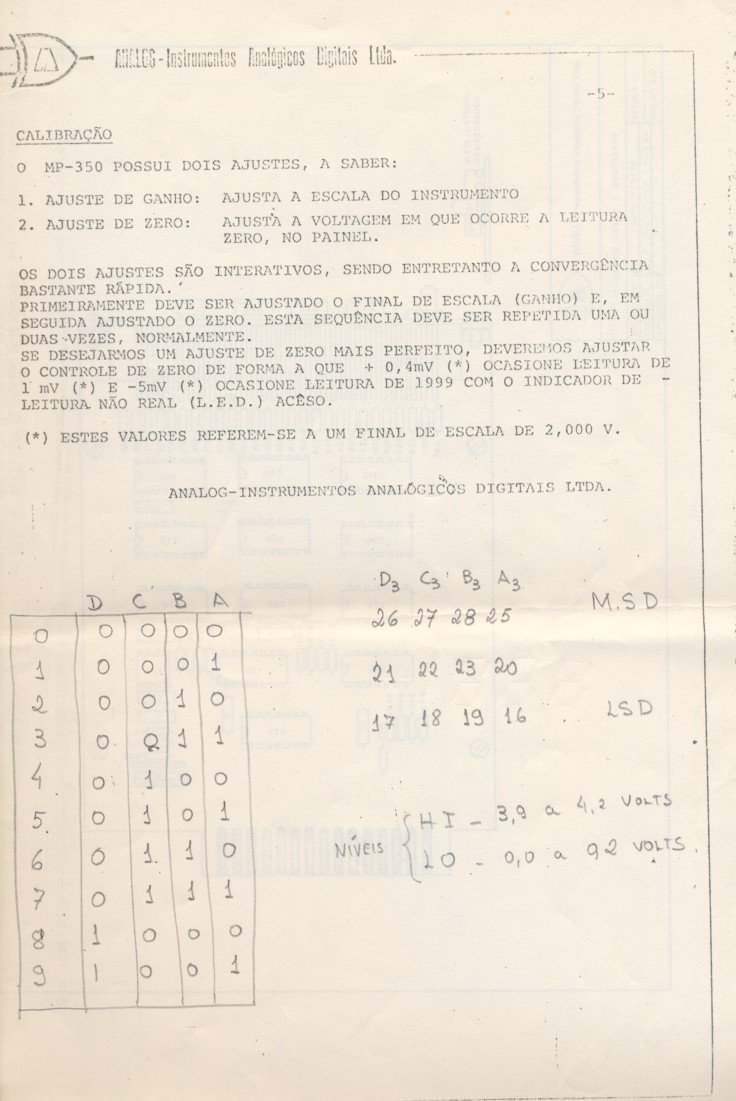 ANALOG-Instrumentos Analógicos Digitais Ltda.
-5-
CALIBRAÇÃO
O MP-350 POSSUI DOIS AJUSTES, A SABER:
1. AJUSTE DE GANHO: AJUSTA A ESCALA DO INSTRUMENTO
2. AJUSTE DE ZERO: AJUSTA A VOLTAGEM EM QUE OCORRE A LEITURA
ZERO, NO PAINEL.
OS DOIS AJUSTES SÃO INTERATIVOS, SENDO ENTRETANTO A CONVERGÊNCIA
BASTANTE RÁPIDA.
PRIMEIRAMENTE DEVE SER AJUSTADO O FINAL DE ESCALA (GANHO) E, EM
SEGUIDA AJUSTADO O ZERO. ESTA SEQUÊNCIA DEVE SER REPETIDA UMA OU
DUAS VEZES, NORMALMENTE.
SE DESEJARMOS UM AJUSTE DE ZERO MAIS PERFEITO, DEVEREMOS AJUSTAR
O CONTROLE DE ZERO DE FORMA A QUE + 0,4mV (*) OCASIONE LEITURA DE
1 mV (*) E -5mV (*) OCASIONE LEITURA DE 1999 COM O INDICADOR DE -
LEITURA NÃO REAL (L.E.D.) ACÊSO.
(*) ESTES VALORES REFEREM-SE A UM FINAL DE ESCALA DE 2,000 V.
ANALOG-INSTRUMENTOS ANALÓGICOS DIGITAIS LTDA.
D C B A
0 0 0 0 0
1 0 0 0 1
2 0 0 1 0
3 0 0 1 1
4 0 1 0 0
5 0 1 0 1
6 0 1 1 0
7 0 1 1 1
8 1 0 0 0
9 1 0 0 1
D3 C3 B3 A3
26 27 28 25 M.SD
21 22 23 20
17 18 19 16 LSD
NÍVEIS
HI - 3,9 a 4,2 VOLTS
LO - 0,0 a 0,2 VOLTS.